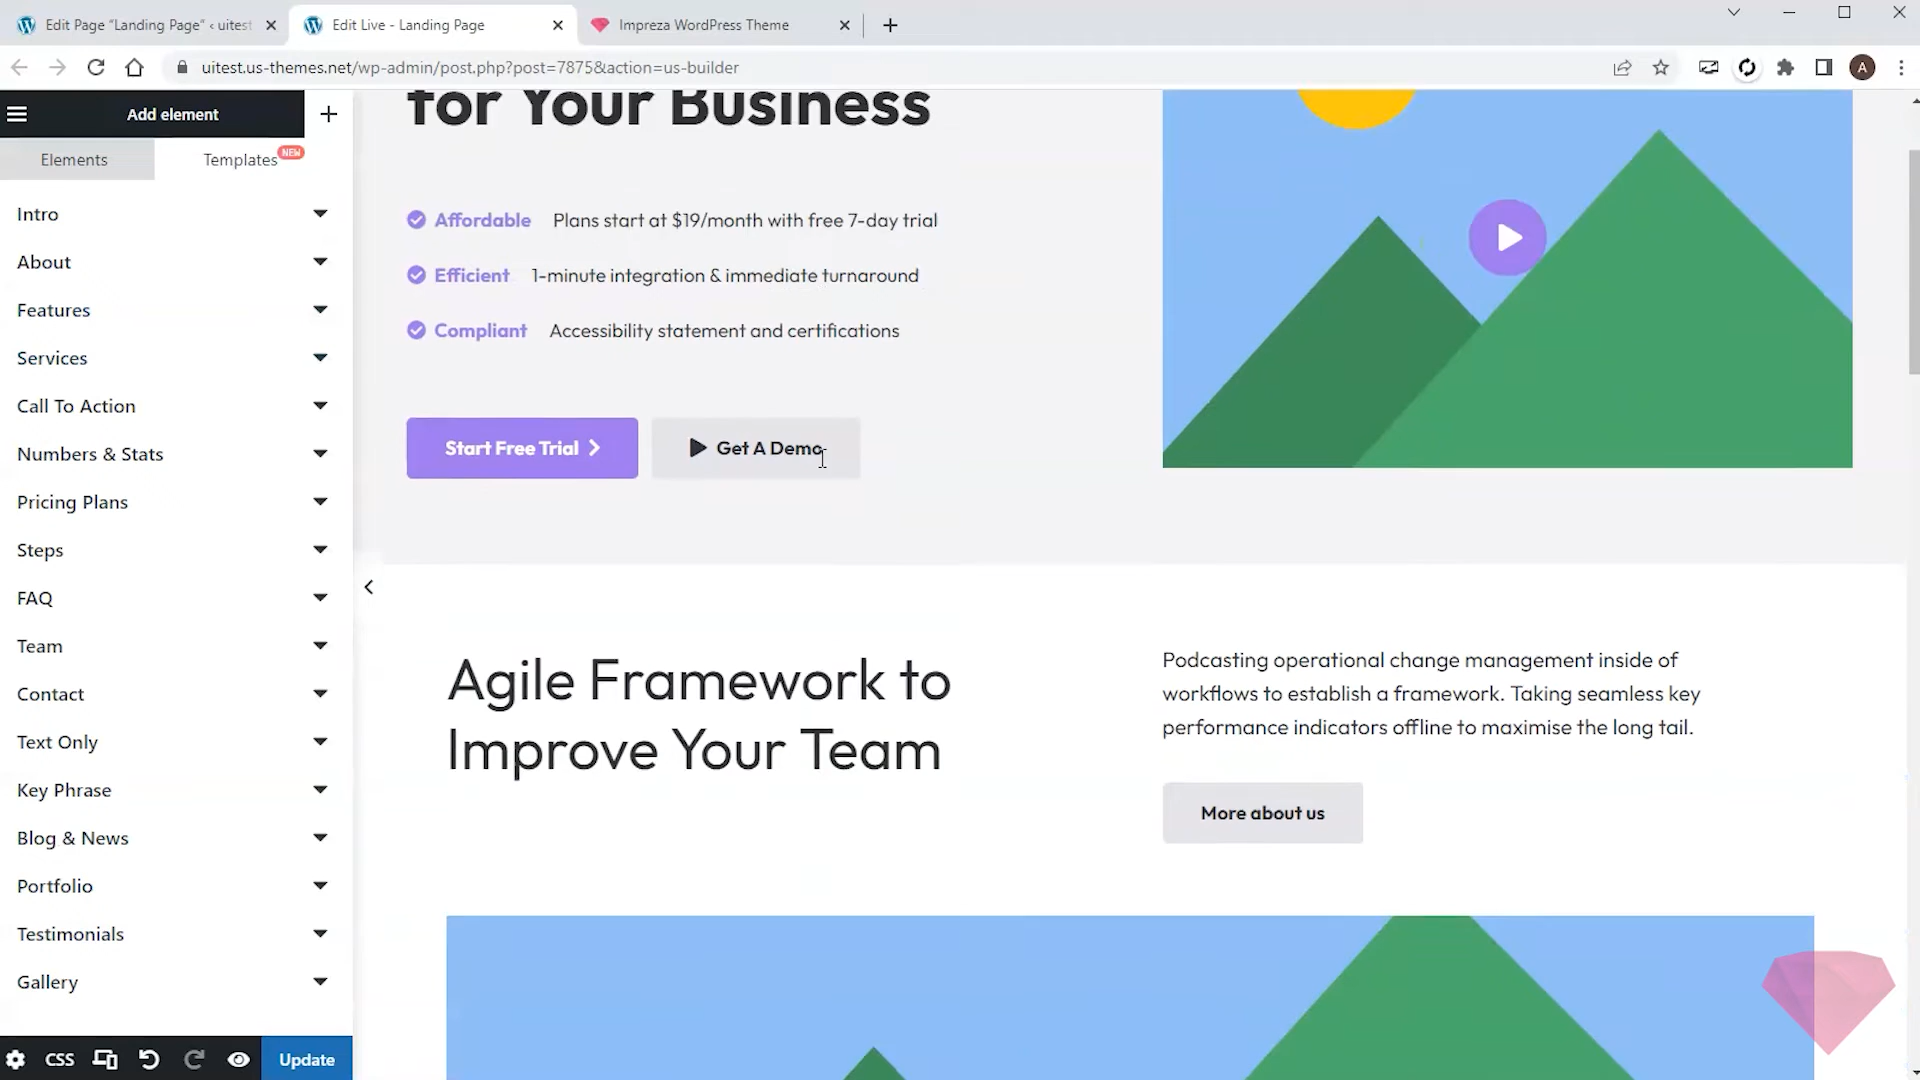 Edit Page "Landing Page" ‹ uitest
Edit Live - Landing Page
Impreza WordPress Theme
uitest.us-themes.net/wp-admin/post.php?post=7875&action=us-builder
A
Add element
Elements
Templates NEW
Intro
About
Features
Services
Call To Action
Numbers & Stats
Pricing Plans
Steps
FAQ
Team
Contact
Text Only
Key Phrase
Blog & News
Portfolio
Testimonials
Gallery
CSS
Update
for Your Business
Affordable Plans start at $19/month with free 7-day trial
Efficient 1-minute integration & immediate turnaround
Compliant Accessibility statement and certifications
Start Free Trial
Get A Demo
Agile Framework to
Improve Your Team
Podcasting operational change management inside of
workflows to establish a framework. Taking seamless key
performance indicators offline to maximise the long tail.
More about us